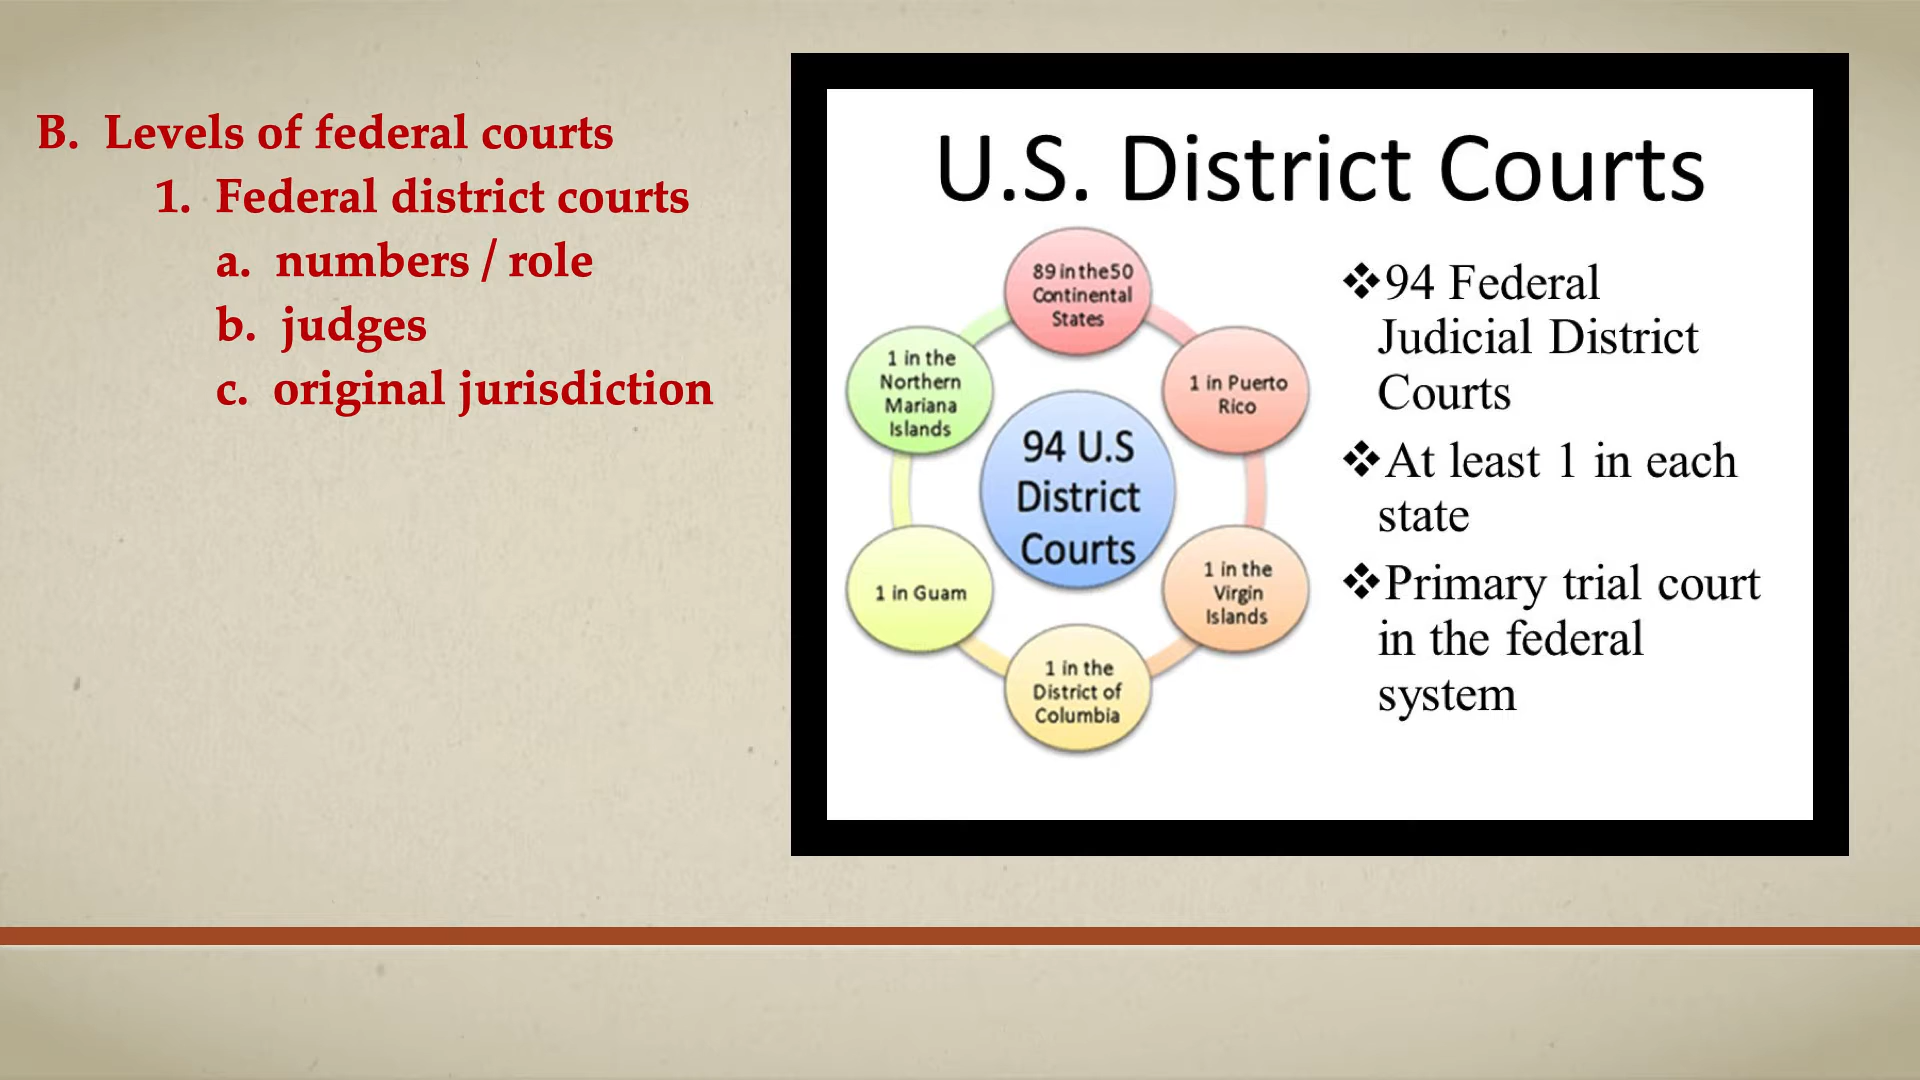 B. Levels of federal courts
1. Federal district courts
a. numbers / role
b. judges
c. original jurisdiction
U.S. District Courts
89 in the50
Continental
States
1 in Puerto
Rico
1 in the
Virgin
Islands
1 in the
District of
Columbia
1 in Guam
1 in the
Northern
Mariana
Islands
94 U.S
District
Courts
❖94 Federal
Judicial District
Courts
❖At least 1 in each
state
❖Primary trial court
in the federal
system